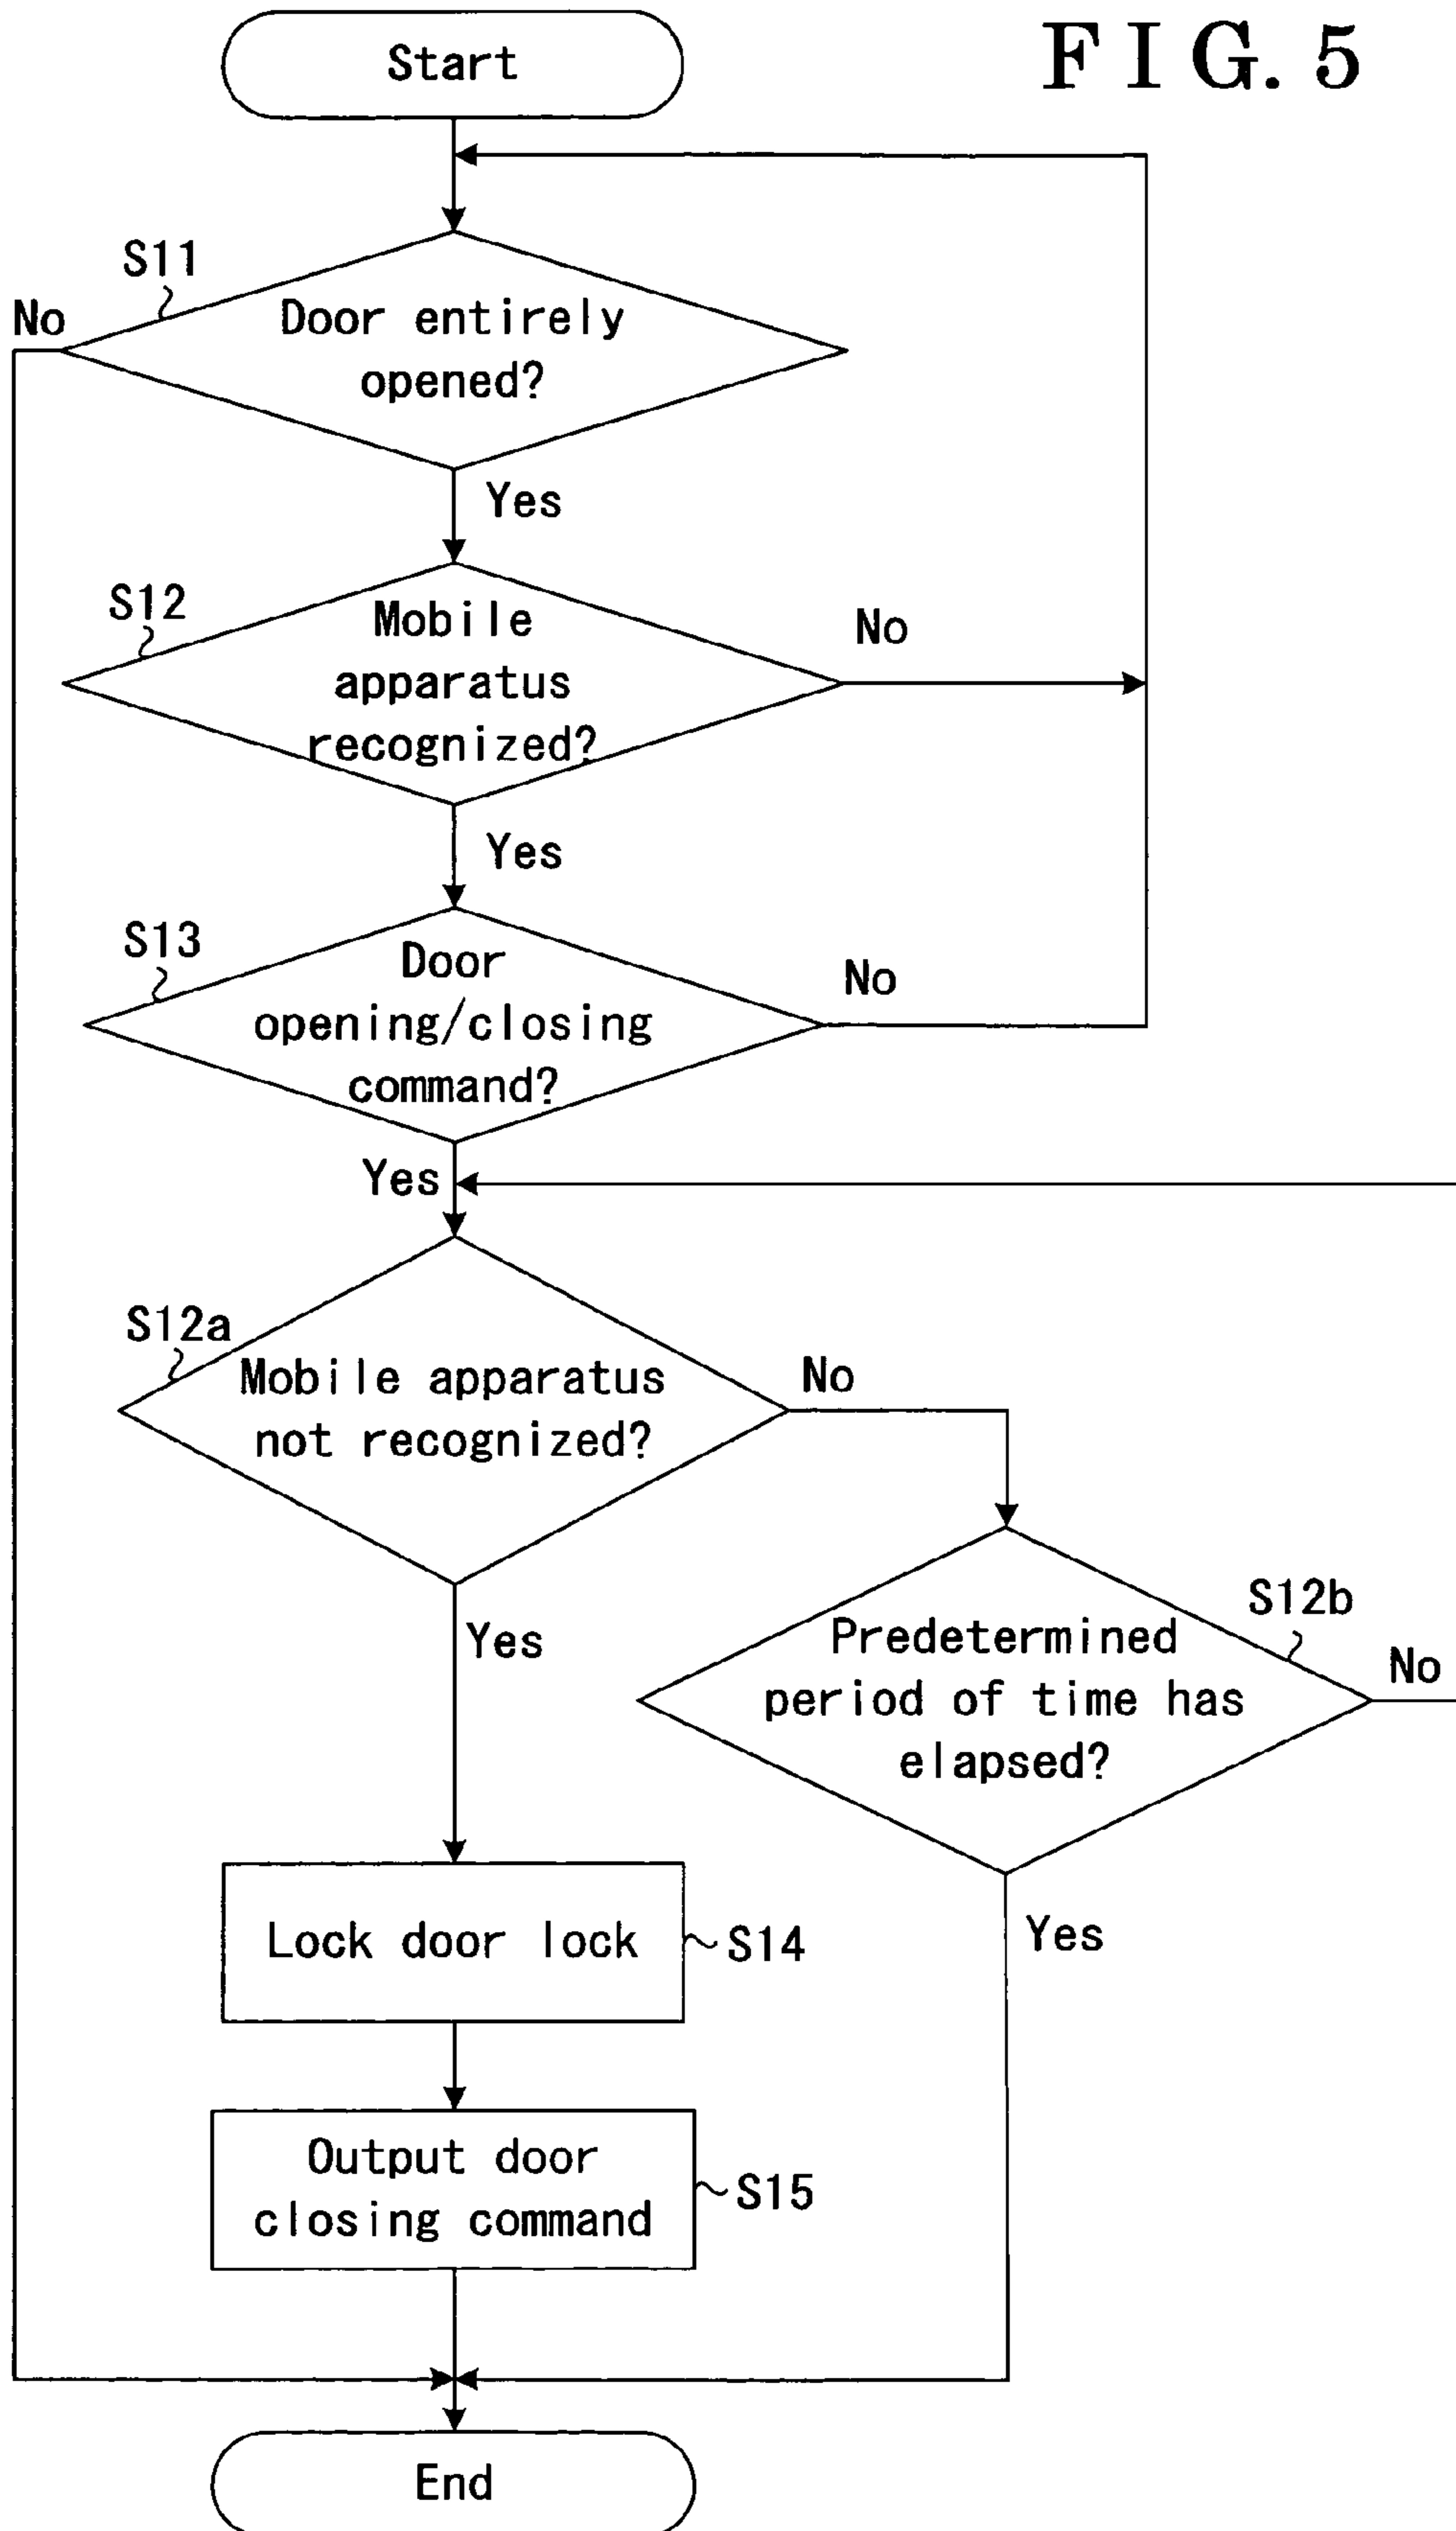 FIG. 5
Start
S11
No
Door entirely
opened?
Yes
S12
Mobile
apparatus
recognized?
No
Yes
S13
Door
opening/closing
command?
No
Yes
S12a
Mobile apparatus
not recognized?
No
Yes
S12b
Predetermined
period of time has
elapsed?
No
Yes
Lock door lock
S14
Output door
closing command
S15
End